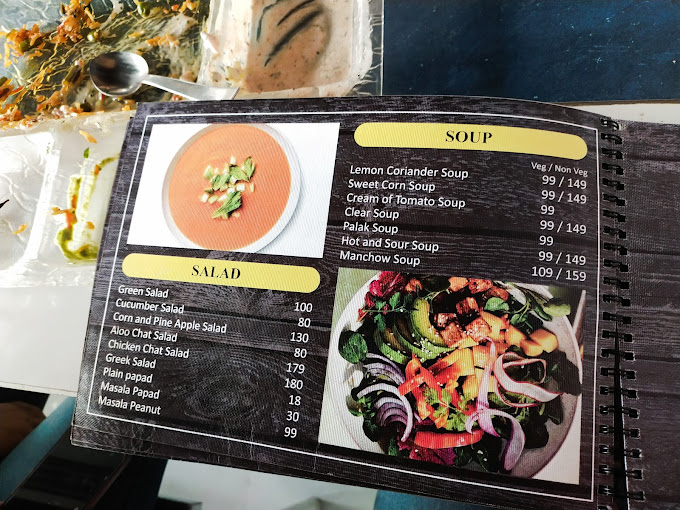 SOUP
Veg / Non Veg
Lemon Coriander Soup 99 / 149
Sweet Corn Soup 99 / 149
Cream of Tomato Soup 99
Clear Soup 99 / 149
Palak Soup 99
Hot and Sour Soup 99 / 149
Manchow Soup 109 / 159
SALAD
Green Salad 100
Cucumber Salad 80
Corn and Pine Apple Salad 130
Aloo Chat Salad 80
Chicken Chat Salad 179
Greek Salad 180
Plain papad 18
Masala Papad 30
Masala Peanut 99